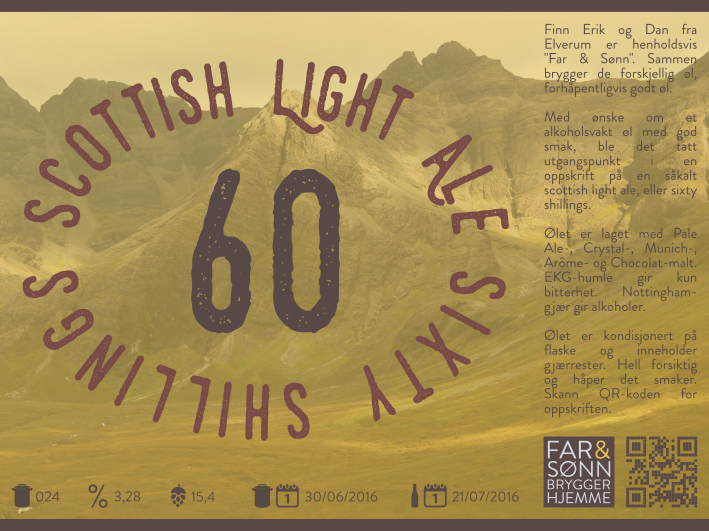 SCOTTISH LIGHT ALE SIXTY SHILLINGS
60
Finn Erik og Dan fra
Elverum er henholdsvis
"Far & Sønn". Sammen
brygger de forskjellig øl,
forhåpentligvis godt øl.
Med ønske om et
alkoholsvakt øl med god
smak, ble det tatt
utgangspunkt i en
oppskrift på en såkalt
scottish light ale, eller sixty
shillings.
Ølet er laget med Pale
Ale-, Crystal-, Munich-,
Arôme- og Chocolat-malt.
EKG-humle gir kun
bitterhet. Nottingham-
gjær gir alkoholer.
Ølet er kondisjonert på
flaske og inneholder
gjærrester. Hell forsiktig
og håper det smaker.
Skann QR-koden for
oppskriften.
FAR&
SØNN
BRYGGER
HJEMME
024 % 3,28 15,4 1 30/06/2016 1 21/07/2016